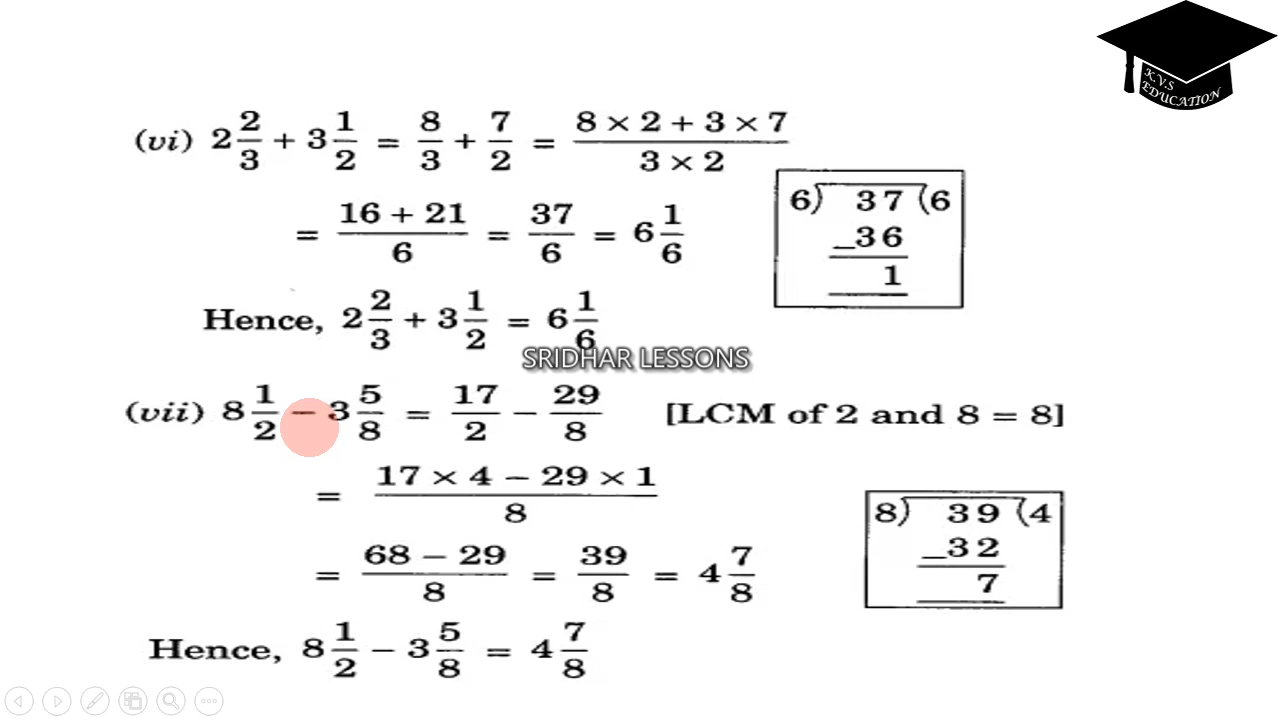 K.V.S
EDUCATION
(vi) 2 2/3 + 3 1/2 = 8/3 + 7/2 = (8 × 2 + 3 × 7)/(3 × 2)
= (16 + 21)/6 = 37/6 = 6 1/6
6) 37 (6
–36
1
Hence, 2 2/3 + 3 1/2 = 6 1/6
SRIDHAR LESSONS
(vii) 8 1/2 – 3 5/8 = 17/2 – 29/8 [LCM of 2 and 8 = 8]
= (17 × 4 – 29 × 1)/8
= (68 – 29)/8 = 39/8 = 4 7/8
8) 39 (4
–32
7
Hence, 8 1/2 – 3 5/8 = 4 7/8